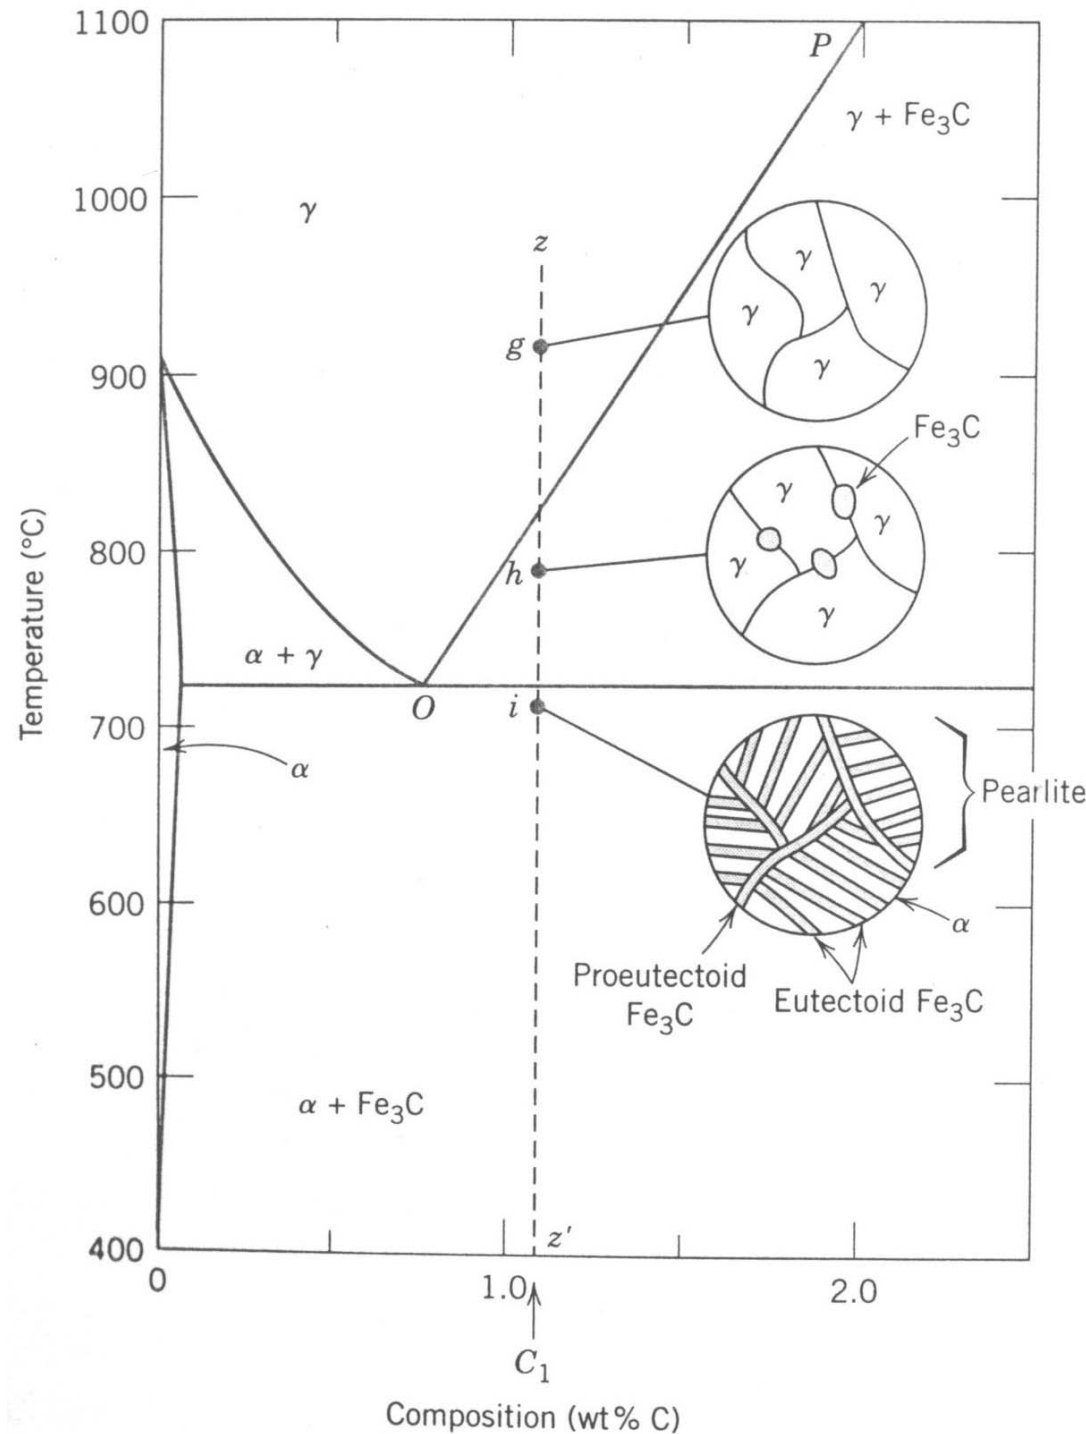 1100
P
γ + Fe₃C
1000
γ
z
γ
γ
γ
g
γ
900
Fe₃C
γ
γ
800
h
γ
γ
α + γ
O
i
700
α
Pearlite
600
α
Proeutectoid
Fe₃C
Eutectoid Fe₃C
500
α + Fe₃C
400
z′
0
1.0
2.0
C₁
Temperature (°C)
Composition (wt% C)